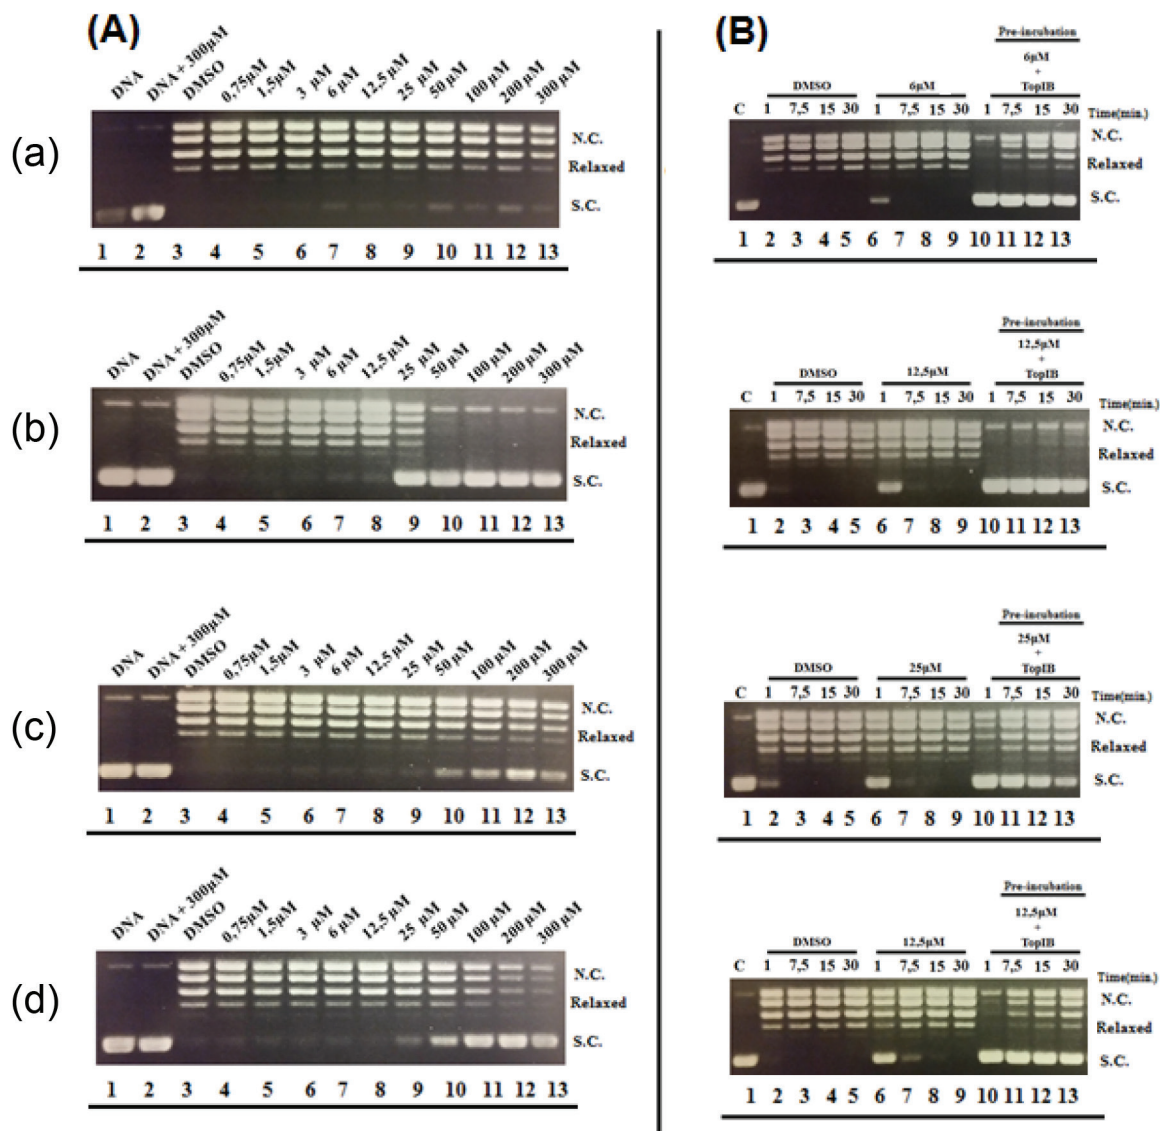 (A)
DNA DNA + 300µM DMSO 0,75µM 1,5µM 3 µM 6 µM 12,5 µM 25 µM 50 µM 100 µM 200 µM 300 µM
(a)
N.C.
Relaxed
S.C.
1 2 3 4 5 6 7 8 9 10 11 12 13
DNA DNA + 300µM DMSO 0,75µM 1,5µM 3 µM 6 µM 12,5 µM 25 µM 50 µM 100 µM 200 µM 300 µM
(b)
N.C.
Relaxed
S.C.
1 2 3 4 5 6 7 8 9 10 11 12 13
DNA DNA + 300µM DMSO 0,75µM 1,5µM 3 µM 6 µM 12,5 µM 25 µM 50 µM 100 µM 200 µM 300 µM
(c)
N.C.
Relaxed
S.C.
1 2 3 4 5 6 7 8 9 10 11 12 13
DNA DNA + 300µM DMSO 0,75µM 1,5µM 3 µM 6 µM 12,5 µM 25 µM 50 µM 100 µM 200 µM 300 µM
(d)
N.C.
Relaxed
S.C.
1 2 3 4 5 6 7 8 9 10 11 12 13
(B)
Pre-incubation
6µM
+
DMSO 6µM TopIB
C 1 7,5 15 30 1 7,5 15 30 1 7,5 15 30 Time(min.)
N.C.
Relaxed
S.C.
1 2 3 4 5 6 7 8 9 10 11 12 13
Pre-incubation
12,5µM
+
DMSO 12,5µM TopIB
C 1 7,5 15 30 1 7,5 15 30 1 7,5 15 30 Time(min.)
N.C.
Relaxed
S.C.
1 2 3 4 5 6 7 8 9 10 11 12 13
Pre-incubation
25µM
+
DMSO 25µM TopIB
C 1 7,5 15 30 1 7,5 15 30 1 7,5 15 30 Time(min.)
N.C.
Relaxed
S.C.
1 2 3 4 5 6 7 8 9 10 11 12 13
Pre-incubation
12,5µM
+
DMSO 12,5µM TopIB
C 1 7,5 15 30 1 7,5 15 30 1 7,5 15 30 Time(min.)
N.C.
Relaxed
S.C.
1 2 3 4 5 6 7 8 9 10 11 12 13